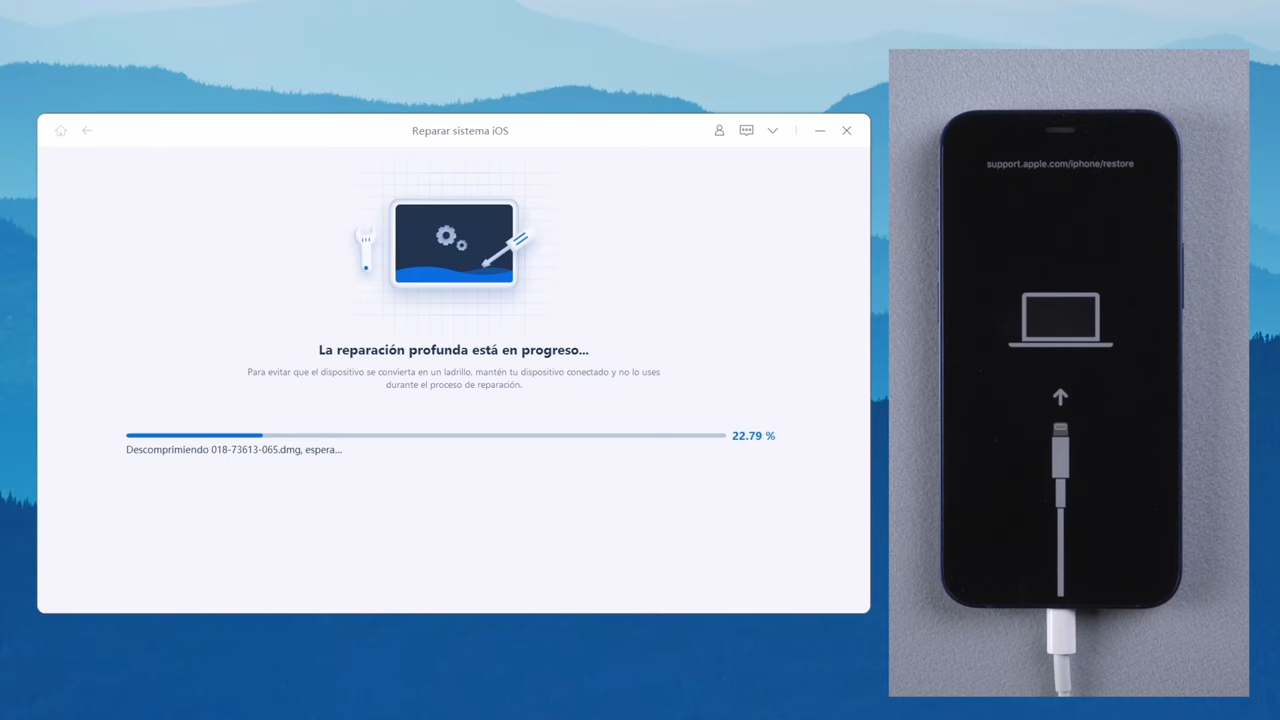 Reparar sistema iOS
La reparación profunda está en progreso...
Para evitar que el dispositivo se convierta en un ladrillo, mantén tu dispositivo conectado y no lo uses
durante el proceso de reparación.
22.79 %
Descomprimiendo 018-73613-065.dmg, espera...
support.apple.com/iphone/restore